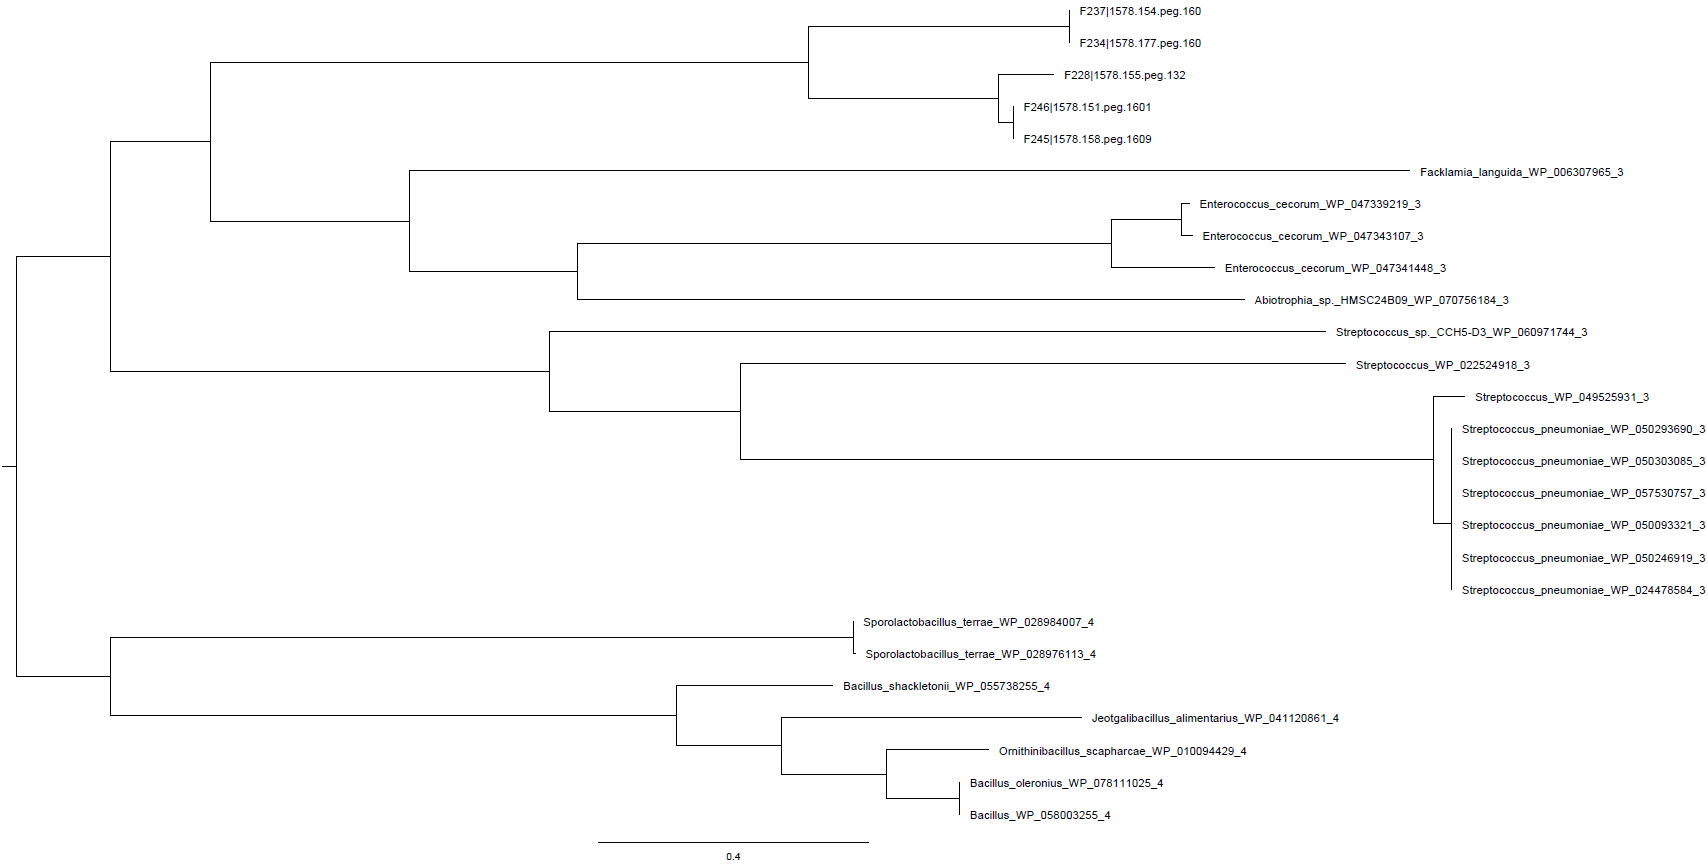 F237|1578.154.peg.160
F234|1578.177.peg.160
F228|1578.155.peg.132
F246|1578.151.peg.1601
F245|1578.158.peg.1609
Facklamia_languida_WP_006307965_3
Enterococcus_cecorum_WP_047339219_3
Enterococcus_cecorum_WP_047343107_3
Enterococcus_cecorum_WP_047341448_3
Abiotrophia_sp._HMSC24B09_WP_070756184_3
Streptococcus_sp._CCH5-D3_WP_060971744_3
Streptococcus_WP_022524918_3
Streptococcus_WP_049525931_3
Streptococcus_pneumoniae_WP_050293690_3
Streptococcus_pneumoniae_WP_050303085_3
Streptococcus_pneumoniae_WP_057530757_3
Streptococcus_pneumoniae_WP_050093321_3
Streptococcus_pneumoniae_WP_050246919_3
Streptococcus_pneumoniae_WP_024478584_3
Sporolactobacillus_terrae_WP_028984007_4
Sporolactobacillus_terrae_WP_028976113_4
Bacillus_shackletonii_WP_055738255_4
Jeotgalibacillus_alimentarius_WP_041120861_4
Ornithinibacillus_scapharcae_WP_010094429_4
Bacillus_oleronius_WP_078111025_4
Bacillus_WP_058003255_4
0.4